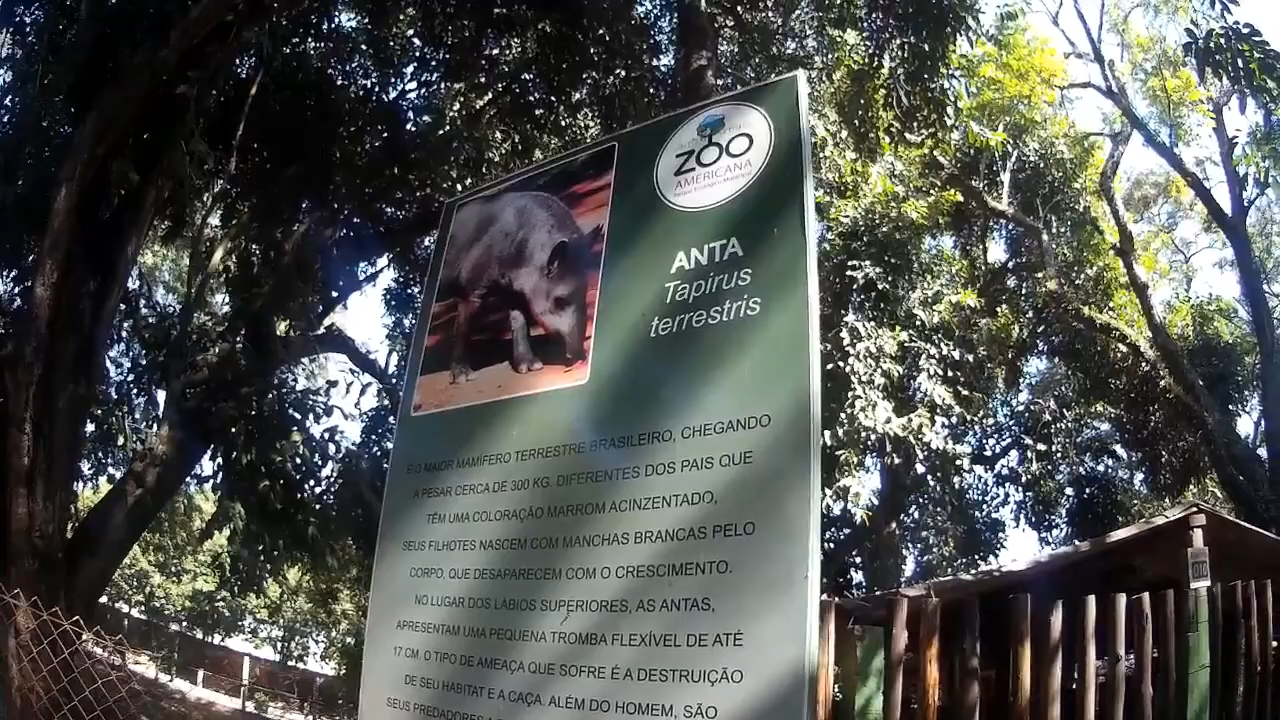 ZOO
AMERICANA
Parque Ecológico Municipal
ANTA
Tapirus
terrestris
É O MAIOR MAMÍFERO TERRESTRE BRASILEIRO, CHEGANDO
A PESAR CERCA DE 300 KG. DIFERENTES DOS PAIS QUE
TÊM UMA COLORAÇÃO MARROM ACINZENTADO,
SEUS FILHOTES NASCEM COM MANCHAS BRANCAS PELO
CORPO, QUE DESAPARECEM COM O CRESCIMENTO.
NO LUGAR DOS LÁBIOS SUPERIORES, AS ANTAS,
APRESENTAM UMA PEQUENA TROMBA FLEXÍVEL DE ATÉ
17 CM. O TIPO DE AMEAÇA QUE SOFRE É A DESTRUIÇÃO
DE SEU HABITAT E A CAÇA. ALÉM DO HOMEM, SÃO
SEUS PREDADORES